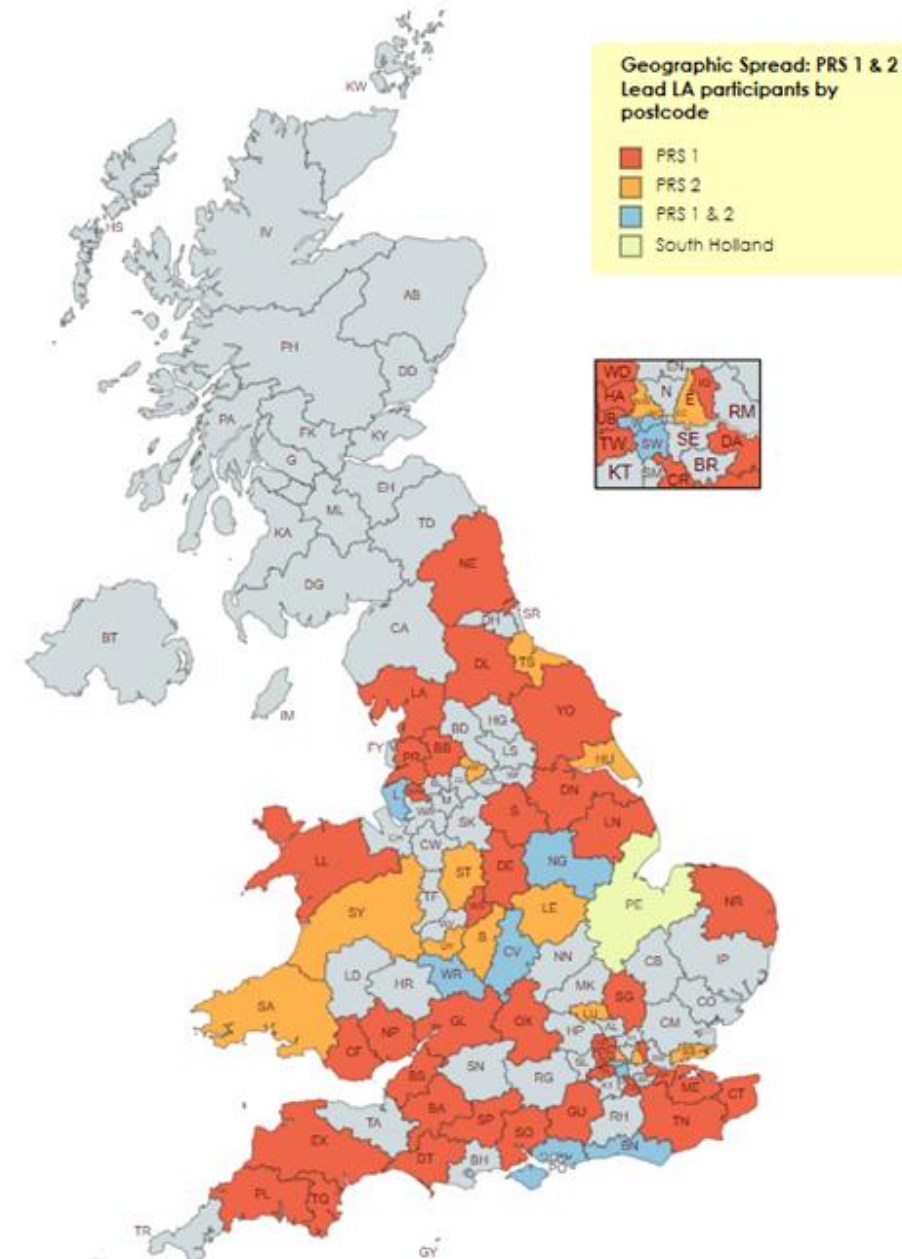 Geographic Spread: PRS 1 & 2
Lead LA participants by
postcode
PRS 1
PRS 2
PRS 1 & 2
South Holland
KW
HS
IV
AB
PH
DD
PA
FK
KY
G
EH
ML
KA
TD
DG
NE
BT
CA
DH
SR
IM
DL
TS
LA
YO
BD
HG
FY
PR
BB
LS
HU
L
M
SK
S
DN
LN
CH
CW
LL
ST
DE
NG
SY
TF
LE
PE
NR
B
CV
LD
HR
WR
NN
CB
IP
MK
SG
CO
SA
LU
CM
GL
OX
HP
AL
CF
NP
SL
BS
SN
RG
ME
CT
BA
GU
RH
TN
TA
SP
SO
EX
DT
BH
PO
BN
PL
TQ
TR
GY
WD
EN
HA
N
IG
E
RM
UB
TW
SW
SE
DA
KT
SM
CR
BR